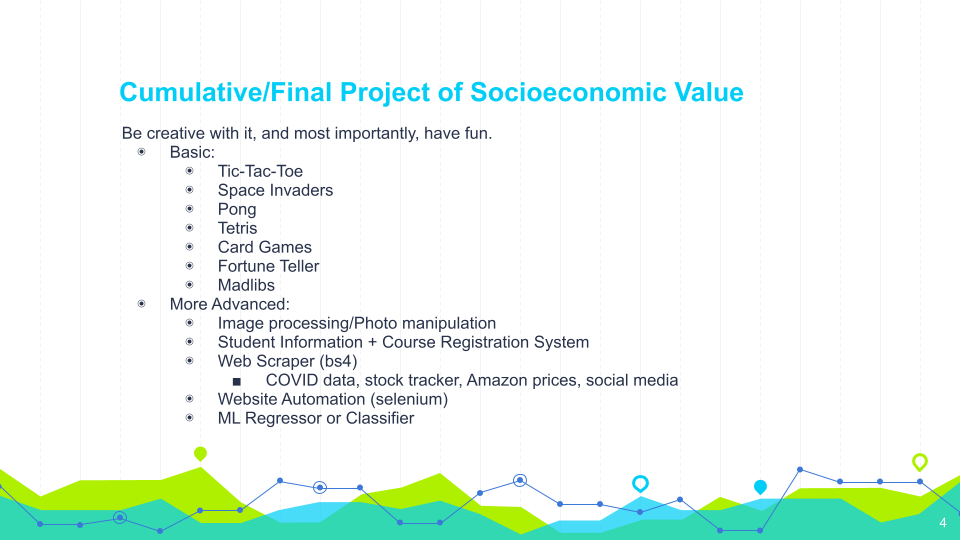 Cumulative/Final Project of Socioeconomic Value
Be creative with it, and most importantly, have fun.
Basic:
Tic-Tac-Toe
Space Invaders
Pong
Tetris
Card Games
Fortune Teller
Madlibs
More Advanced:
Image processing/Photo manipulation
Student Information + Course Registration System
Web Scraper (bs4)
COVID data, stock tracker, Amazon prices, social media
Website Automation (selenium)
ML Regressor or Classifier
4